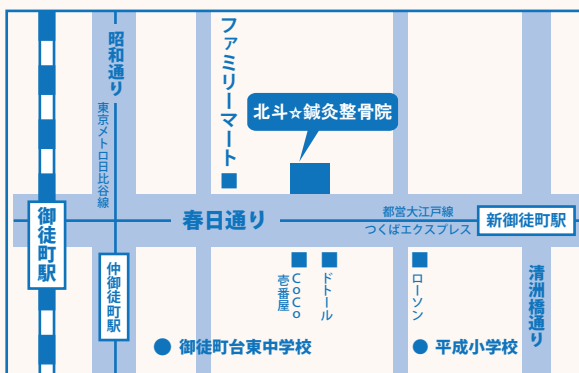 昭和通り
東京メトロ日比谷線
ファミリーマート
北斗☆鍼灸整骨院
御徒町駅
春日通り
都営大江戸線
つくばエクスプレス
新御徒町駅
仲御徒町駅
CoCo
壱番屋
ドトール
ローソン
清洲橋通り
御徒町台東中学校
平成小学校